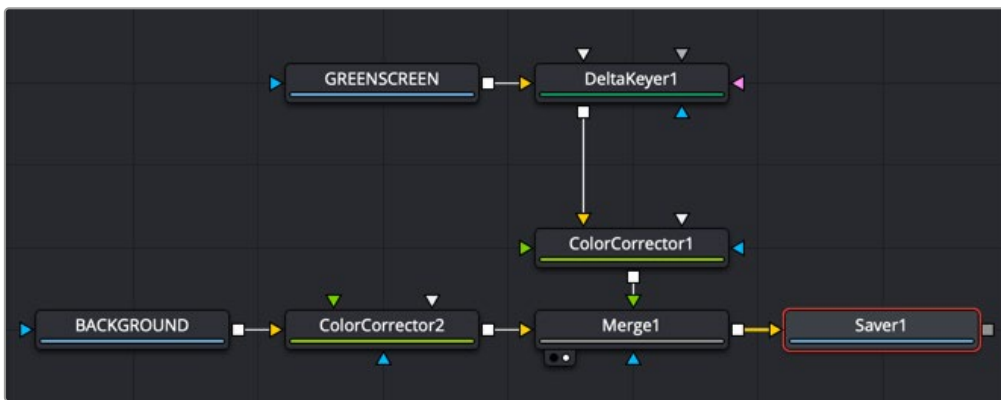 GREENSCREEN
DeltaKeyer1
ColorCorrector1
BACKGROUND
ColorCorrector2
Merge1
Saver1